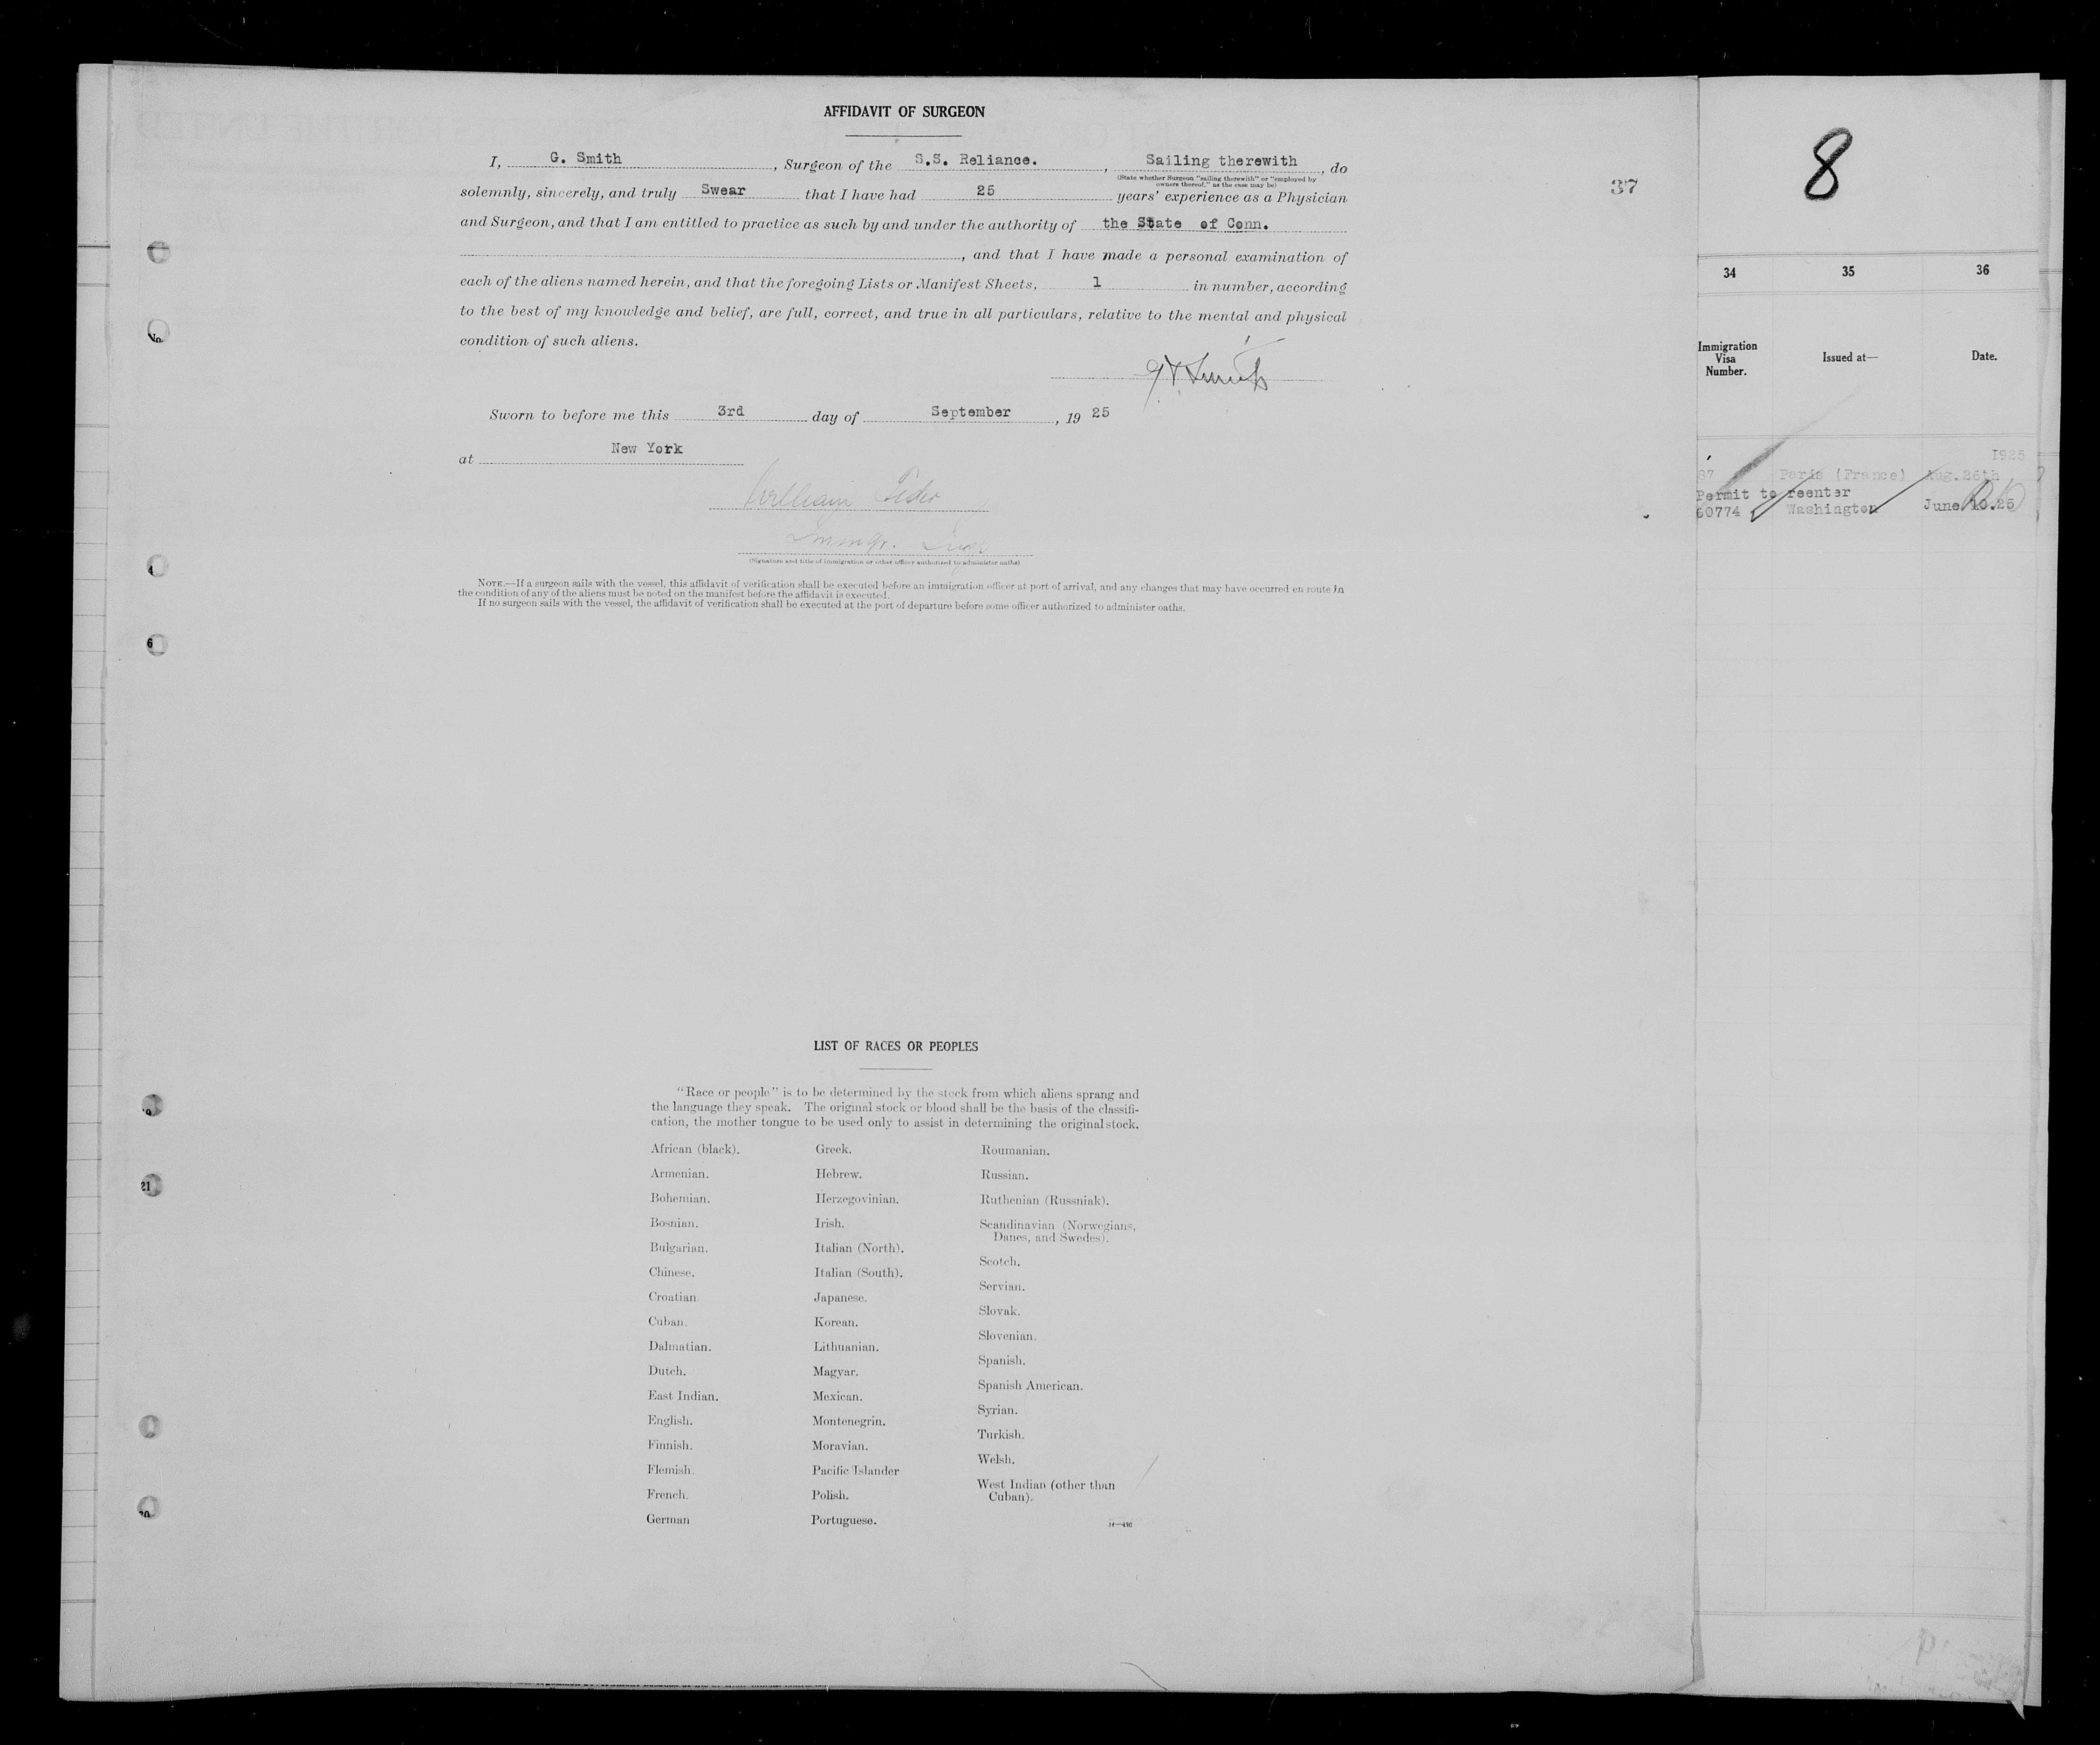 AFFIDAVIT OF SURGEON
I, G. Smith, Surgeon of the S.S. Reliance., Sailing therewith, do
(State whether Surgeon "sailing therewith" or "employed by
owners thereof," as the case may be)
solemnly, sincerely, and truly Swear that I have had 25 years' experience as a Physician
and Surgeon, and that I am entitled to practice as such by and under the authority of the State of Conn.
, and that I have made a personal examination of
each of the aliens named herein, and that the foregoing Lists or Manifest Sheets, 1 in number, according
to the best of my knowledge and belief, are full, correct, and true in all particulars, relative to the mental and physical
condition of such aliens.
Sworn to before me this 3rd day of September, 19 25
at New York
William
(Signature and title of immigration or other officer authorized to administer oaths)
NOTE.—If a surgeon sails with the vessel, this affidavit of verification shall be executed before an immigration officer at port of arrival, and any changes that may have occurred en route in
the condition of any of the aliens must be noted on the manifest before the affidavit is executed.
If no surgeon sails with the vessel, the affidavit of verification shall be executed at the port of departure before some officer authorized to administer oaths.
37
8
34 35 36
Immigration
Visa
Number.
Issued at—
Date.
1925
87 Paris (France) Aug. 26th
Permit to reenter
60774 Washington June 10.25
No.
4
6
21
LIST OF RACES OR PEOPLES
"Race or people" is to be determined by the stock from which aliens sprang and
the language they speak. The original stock or blood shall be the basis of the classifi-
cation, the mother tongue to be used only to assist in determining the original stock.
African (black).
Armenian.
Bohemian.
Bosnian.
Bulgarian.
Chinese.
Croatian
Cuban.
Dalmatian.
Dutch.
East Indian.
English.
Finnish.
Flemish.
French.
German
Greek.
Hebrew.
Herzegovinian.
Irish.
Italian (North).
Italian (South).
Japanese.
Korean.
Lithuanian.
Magyar.
Mexican.
Montenegrin.
Moravian.
Pacific Islander
Polish.
Portuguese.
Roumanian.
Russian.
Ruthenian (Russniak).
Scandinavian (Norwegians,
Danes, and Swedes).
Scotch.
Servian.
Slovak.
Slovenian.
Spanish.
Spanish American.
Syrian.
Turkish.
Welsh.
West Indian (other than
Cuban).